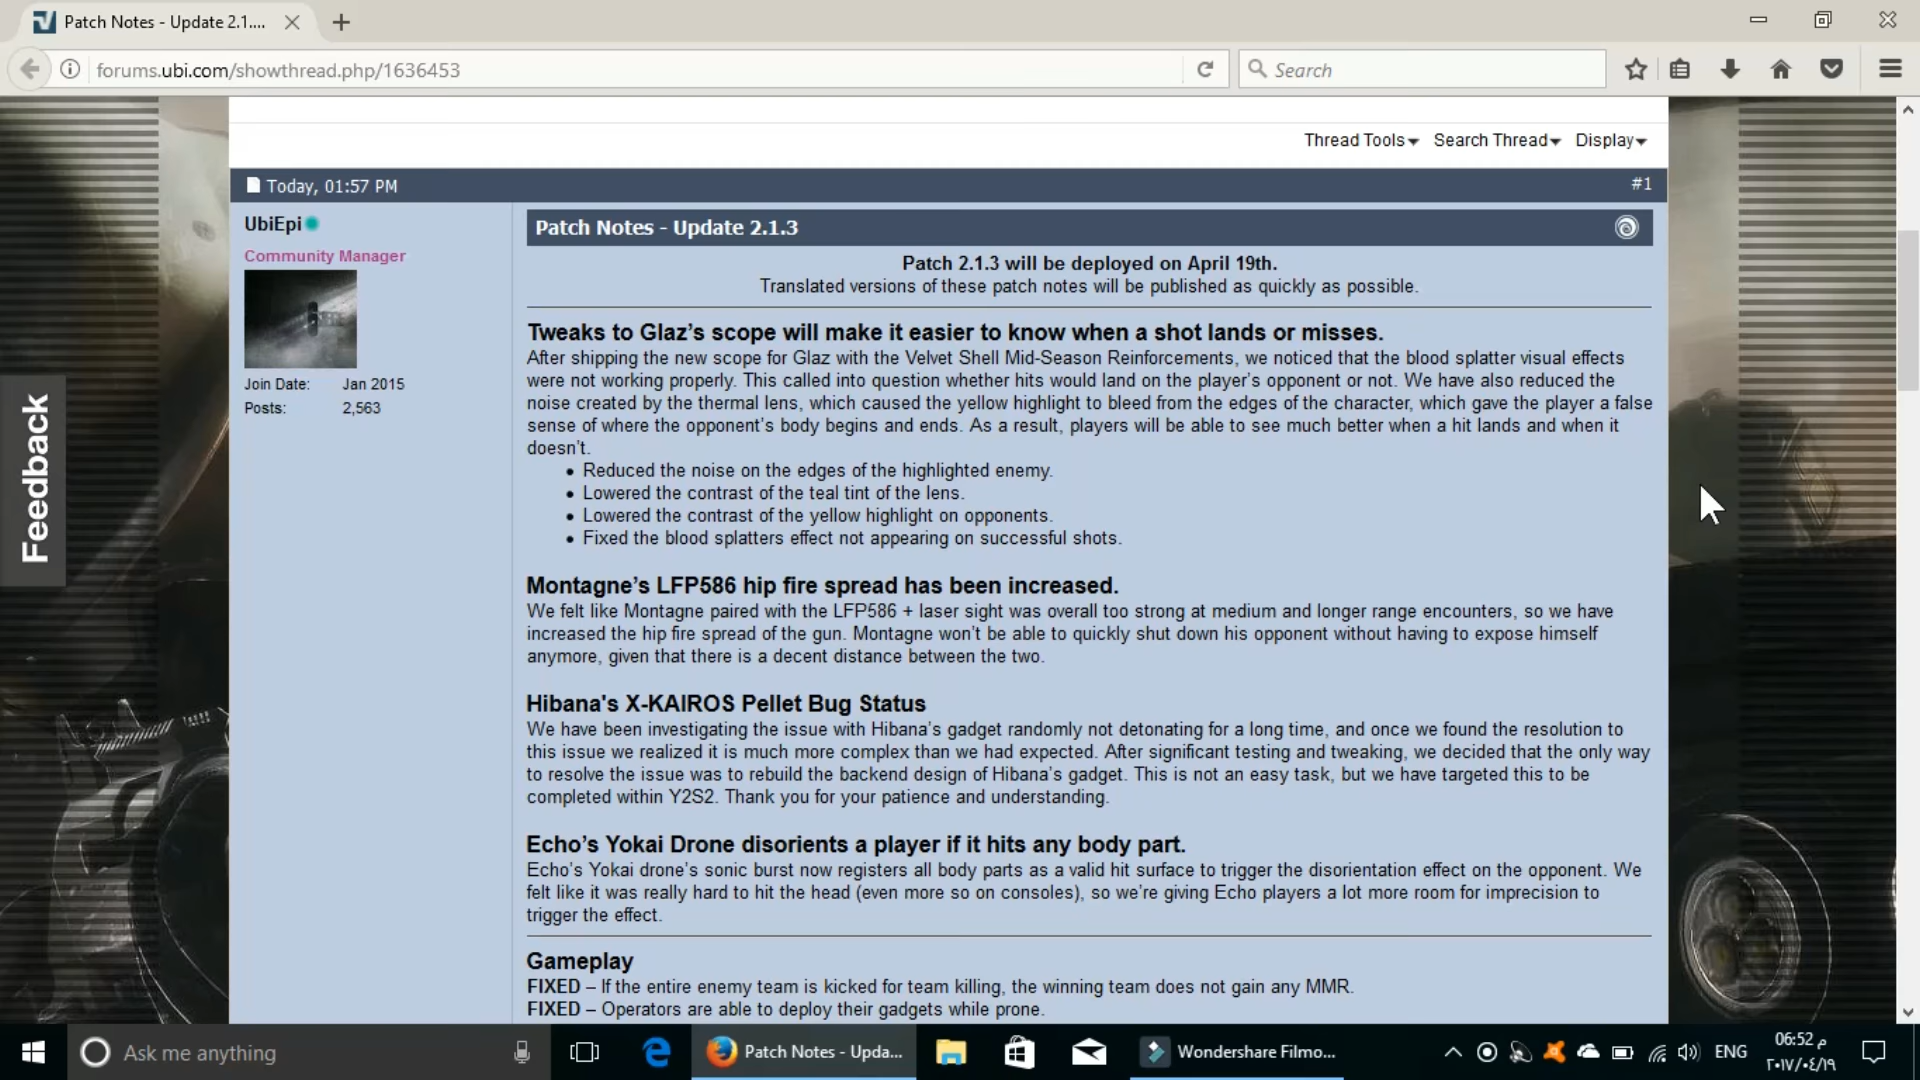 Patch Notes - Update 2.1....
forums.ubi.com/showthread.php/1636453
Search
Thread Tools
Search Thread
Display
Today, 01:57 PM
#1
UbiEpi
Community Manager
Join Date: Jan 2015
Posts: 2,563
Feedback
Patch Notes - Update 2.1.3
Patch 2.1.3 will be deployed on April 19th.
Translated versions of these patch notes will be published as quickly as possible.
Tweaks to Glaz’s scope will make it easier to know when a shot lands or misses.
After shipping the new scope for Glaz with the Velvet Shell Mid-Season Reinforcements, we noticed that the blood splatter visual effects
were not working properly. This called into question whether hits would land on the player’s opponent or not. We have also reduced the
noise created by the thermal lens, which caused the yellow highlight to bleed from the edges of the character, which gave the player a false
sense of where the opponent’s body begins and ends. As a result, players will be able to see much better when a hit lands and when it
doesn’t.
• Reduced the noise on the edges of the highlighted enemy.
• Lowered the contrast of the teal tint of the lens.
• Lowered the contrast of the yellow highlight on opponents.
• Fixed the blood splatters effect not appearing on successful shots.
Montagne’s LFP586 hip fire spread has been increased.
We felt like Montagne paired with the LFP586 + laser sight was overall too strong at medium and longer range encounters, so we have
increased the hip fire spread of the gun. Montagne won’t be able to quickly shut down his opponent without having to expose himself
anymore, given that there is a decent distance between the two.
Hibana's X-KAIROS Pellet Bug Status
We have been investigating the issue with Hibana’s gadget randomly not detonating for a long time, and once we found the resolution to
this issue we realized it is much more complex than we had expected. After significant testing and tweaking, we decided that the only way
to resolve the issue was to rebuild the backend design of Hibana’s gadget. This is not an easy task, but we have targeted this to be
completed within Y2S2. Thank you for your patience and understanding.
Echo’s Yokai Drone disorients a player if it hits any body part.
Echo’s Yokai drone’s sonic burst now registers all body parts as a valid hit surface to trigger the disorientation effect on the opponent. We
felt like it was really hard to hit the head (even more so on consoles), so we’re giving Echo players a lot more room for imprecision to
trigger the effect.
Gameplay
FIXED – If the entire enemy team is kicked for team killing, the winning team does not gain any MMR.
FIXED – Operators are able to deploy their gadgets while prone.
Ask me anything
Patch Notes - Upda...
Wondershare Filmo...
ENG
06:52 م
٢٠١٧/٠٤/١٩